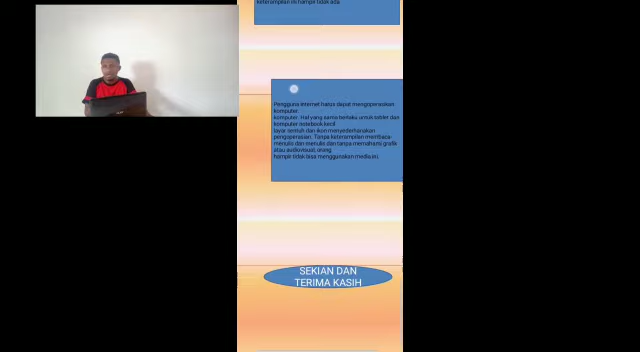 keterampilan ini hampir tidak ada
Pengguna internet harus dapat mengoperasikan
komputer.
komputer. Hal yang sama berlaku untuk tablet dan
komputer notebook kecil
layar sentuh dan ikon menyederhanakan
pengoperasian. Tanpa keterampilan membaca-
menulis dan menulis dan tanpa memahami grafik
atau audiovisual, orang
hampir tidak bisa menggunakan media ini.
SEKIAN DAN
TERIMA KASIH